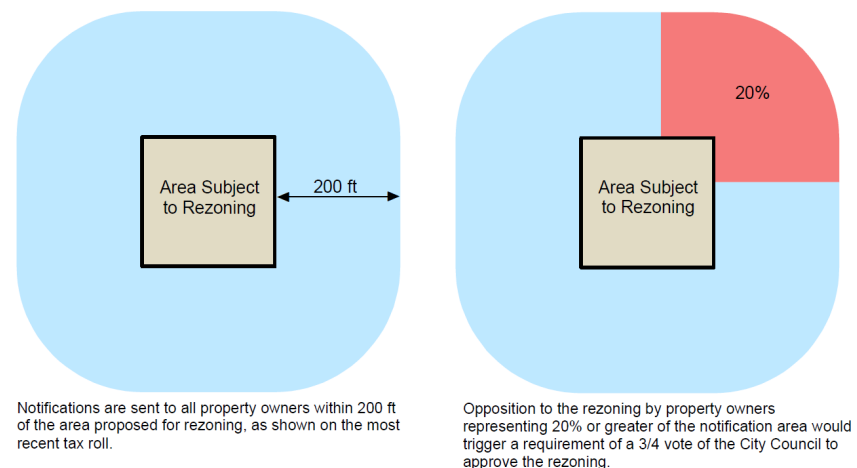 Area Subject
to Rezoning
200 ft
Notifications are sent to all property owners within 200 ft
of the area proposed for rezoning, as shown on the most
recent tax roll.
20%
Area Subject
to Rezoning
Opposition to the rezoning by property owners
representing 20% or greater of the notification area would
trigger a requirement of a 3/4 vote of the City Council to
approve the rezoning.